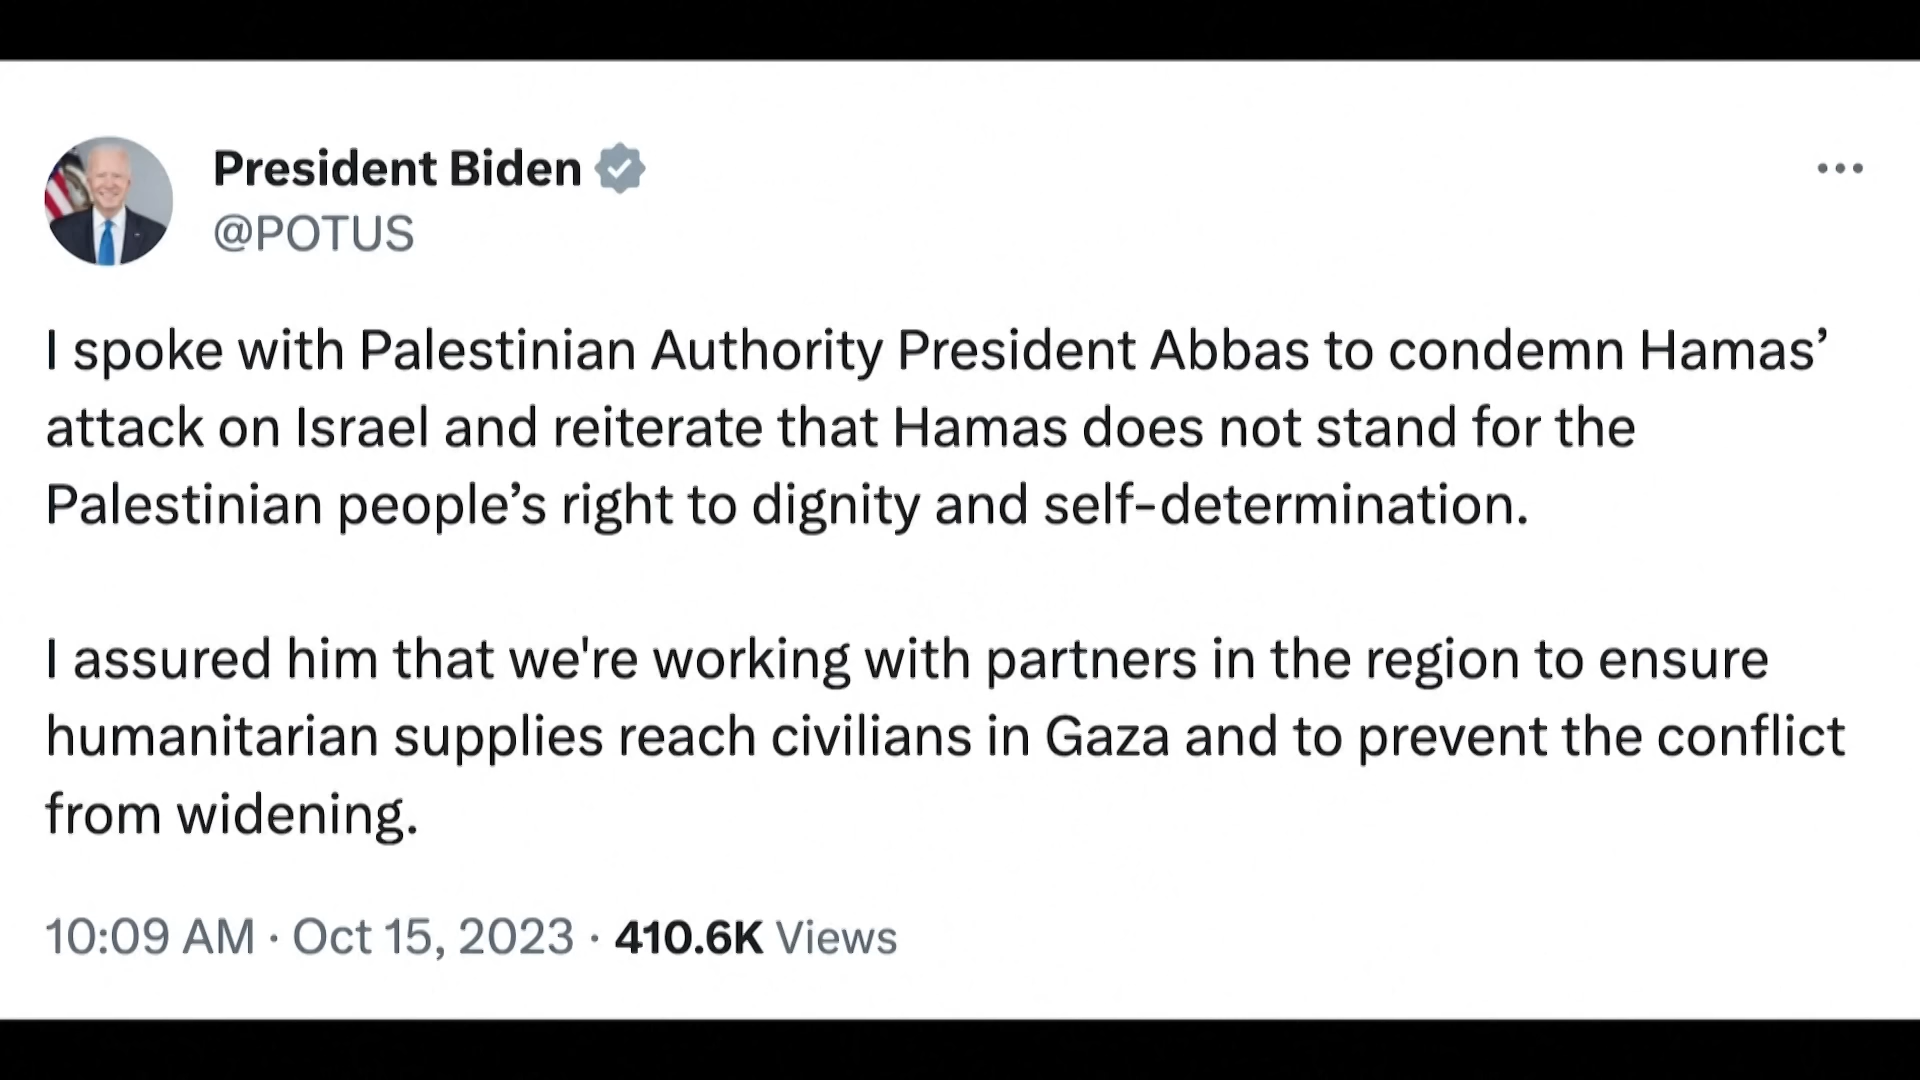 President Biden
@POTUS
I spoke with Palestinian Authority President Abbas to condemn Hamas’
attack on Israel and reiterate that Hamas does not stand for the
Palestinian people’s right to dignity and self-determination.
I assured him that we're working with partners in the region to ensure
humanitarian supplies reach civilians in Gaza and to prevent the conflict
from widening.
10:09 AM · Oct 15, 2023 · 410.6K Views